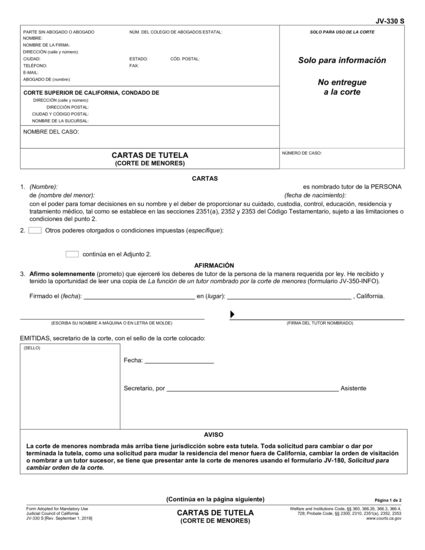 JV-330 S
PARTE SIN ABOGADO O ABOGADO NÚM. DEL COLEGIO DE ABOGADOS ESTATAL:
NOMBRE:
NOMBRE DE LA FIRMA:
DIRECCIÓN (calle y número):
CIUDAD: ESTADO: CÓD. POSTAL:
TELÉFONO: FAX:
E-MAIL:
ABOGADO DE (nombre)
SOLO PARA USO DE LA CORTE
Solo para información
No entregue
a la corte
CORTE SUPERIOR DE CALIFORNIA, CONDADO DE
DIRECCIÓN (calle y número):
DIRECCIÓN POSTAL:
CIUDAD Y CÓDIGO POSTAL:
NOMBRE DE LA SUCURSAL:
NOMBRE DEL CASO:
CARTAS DE TUTELA
(CORTE DE MENORES)
NÚMERO DE CASO:
CARTAS
1. (Nombre): es nombrado tutor de la PERSONA
de (nombre del menor): (fecha de nacimiento):
con el poder para tomar decisiones en su nombre y el deber de proporcionar su cuidado, custodia, control, educación, residencia y
tratamiento médico, tal como se establece en las secciones 2351(a), 2352 y 2353 del Código Testamentario, sujeto a las limitaciones o
condiciones del punto 2.
2. Otros poderes otorgados o condiciones impuestas (especifique):
continúa en el Adjunto 2.
AFIRMACIÓN
3. Afirmo solemnemente (prometo) que ejerceré los deberes de tutor de la persona de la manera requerida por ley. He recibido y
tenido la oportunidad de leer una copia de La función de un tutor nombrado por la corte de menores (formulario JV-350-INFO).
Firmado el (fecha): en (lugar): , California.
(ESCRIBA SU NOMBRE A MÁQUINA O EN LETRA DE MOLDE) (FIRMA DEL TUTOR NOMBRADO)
EMITIDAS, secretario de la corte, con el sello de la corte colocado:
(SELLO)
Fecha:
Secretario, por Asistente
AVISO
La corte de menores nombrada más arriba tiene jurisdicción sobre esta tutela. Toda solicitud para cambiar o dar por
terminada la tutela, como una solicitud para mudar la residencia del menor fuera de California, cambiar la orden de visitación
o nombrar a un tutor sucesor, se tiene que presentar ante la corte de menores usando el formulario JV-180, Solicitud para
cambiar orden de la corte.
(Continúa en la página siguiente)
Página 1 de 2
Form Adopted for Mandatory Use
Judicial Council of California
JV-330 S [Rev. September 1, 2018]
CARTAS DE TUTELA
(CORTE DE MENORES)
Welfare and Institutions Code, §§ 360, 366.26, 366.3, 366.4,
728; Probate Code, §§ 2300, 2310, 2351(a), 2352, 2353
www.courts.ca.gov